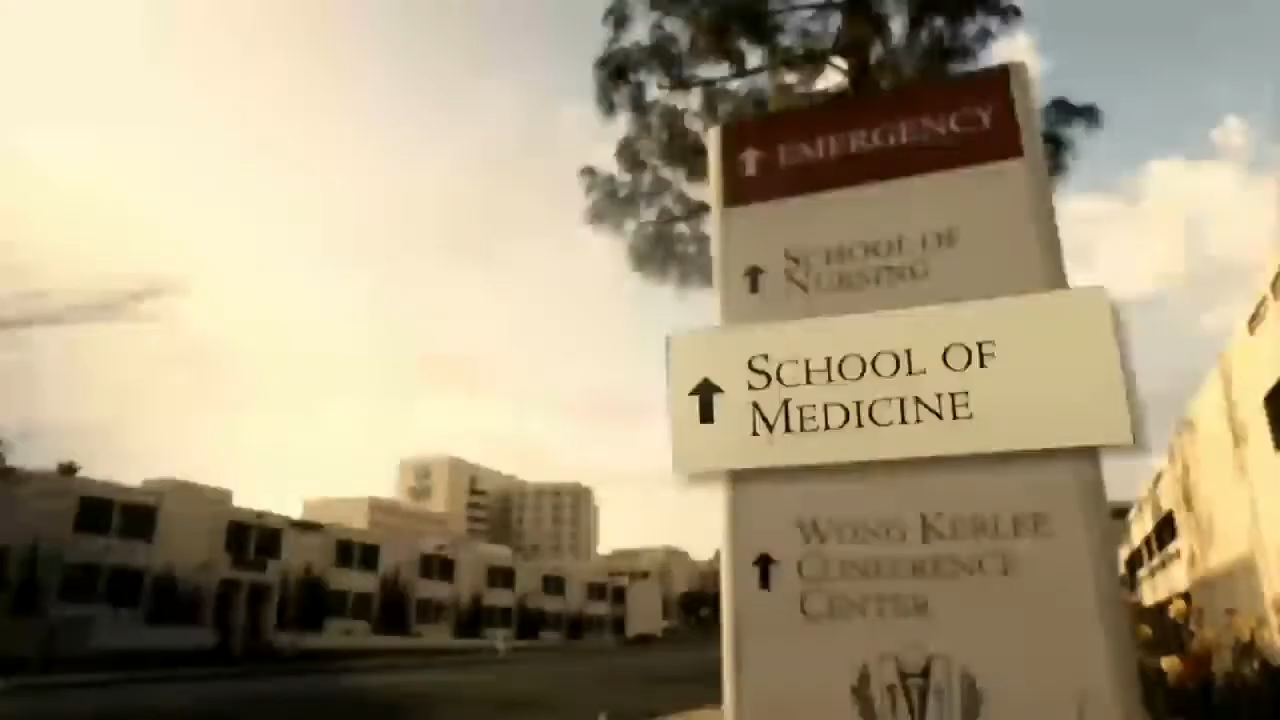 EMERGENCY
SCHOOL OF
NURSING
SCHOOL OF
MEDICINE
WONG KERLEE
CONFERENCE
CENTER